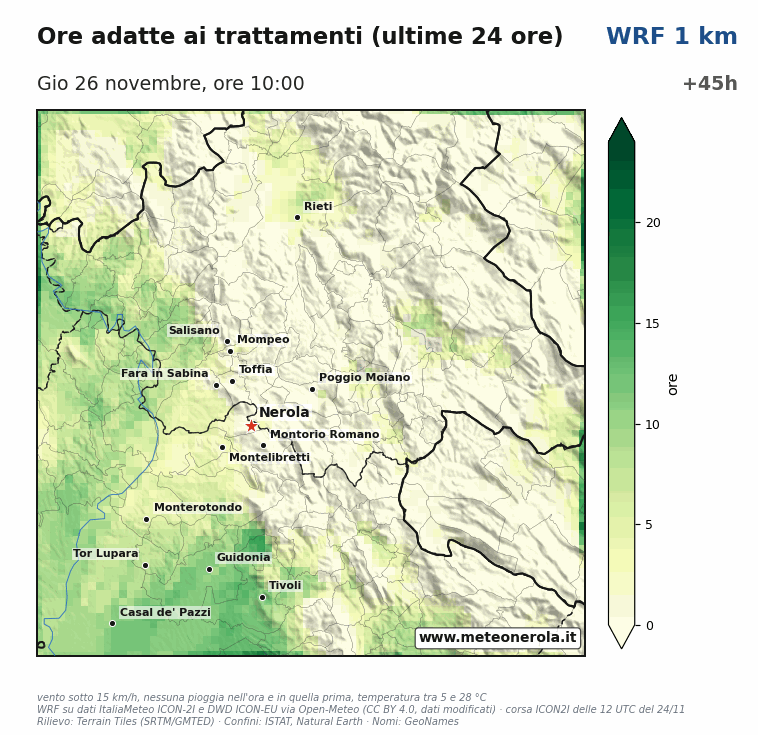 Ore adatte ai trattamenti (ultime 24 ore) WRF 1 km
Gio 26 novembre, ore 10:00 +45h
Rieti
Salisano
Mompeo
Toffia
Fara in Sabina
Poggio Moiano
Nerola
Montorio Romano
Montelibretti
Monterotondo
Tor Lupara
Guidonia
Tivoli
Casal de' Pazzi
www.meteonerola.it
20
15
10
5
0
ore
vento sotto 15 km/h, nessuna pioggia nell'ora e in quella prima, temperatura tra 5 e 28 °C
WRF su dati ItaliaMeteo ICON-2I e DWD ICON-EU via Open-Meteo (CC BY 4.0, dati modificati) · corsa ICON2I delle 12 UTC del 24/11
Rilievo: Terrain Tiles (SRTM/GMTED) · Confini: ISTAT, Natural Earth · Nomi: GeoNames